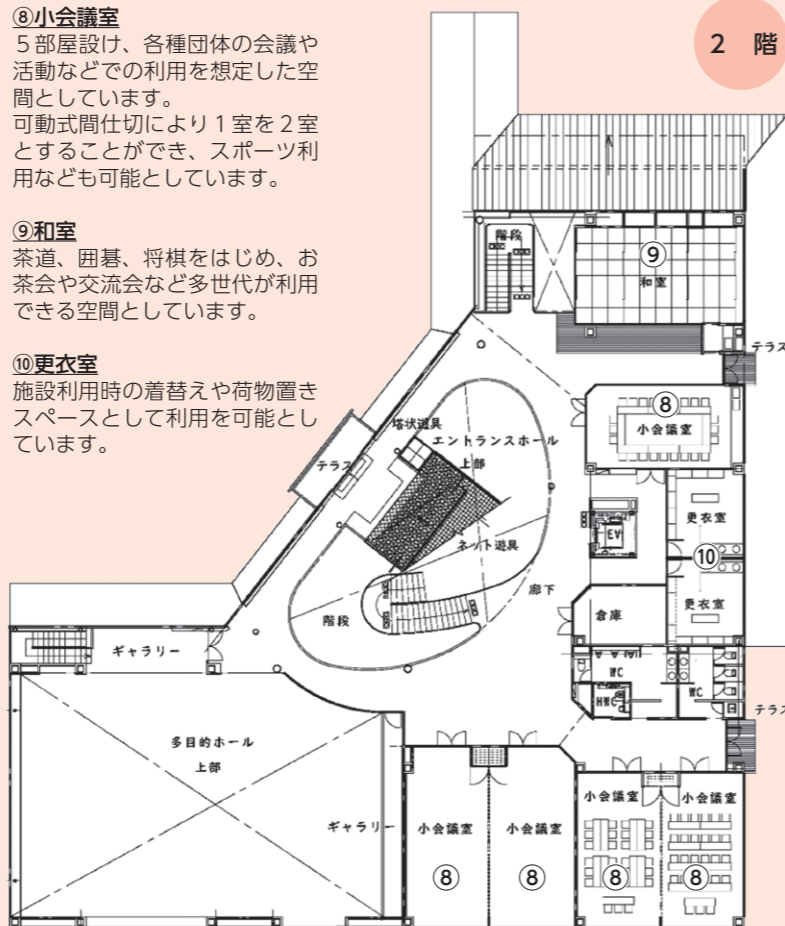 ⑧小会議室
５部屋設け、各種団体の会議や
活動などでの利用を想定した空
間としています。
可動式間仕切により１室を２室
とすることができ、スポーツ利
用なども可能としています。
⑨和室
茶道、囲碁、将棋をはじめ、お
茶会や交流会など多世代が利用
できる空間としています。
⑩更衣室
施設利用時の着替えや荷物置き
スペースとして利用を可能とし
ています。
２ 階
階段
⑨
和室
テラス
⑧
小会議室
塔状遊具
エントランスホール
上部
テラス
ネット遊具
EV
更衣室
⑩
更衣室
廊下
倉庫
階段
ギャラリー
WC
HWC
WC
テラス
多目的ホール
上部
ギャラリー
小会議室
⑧
小会議室
⑧
小会議室
⑧
小会議室
⑧